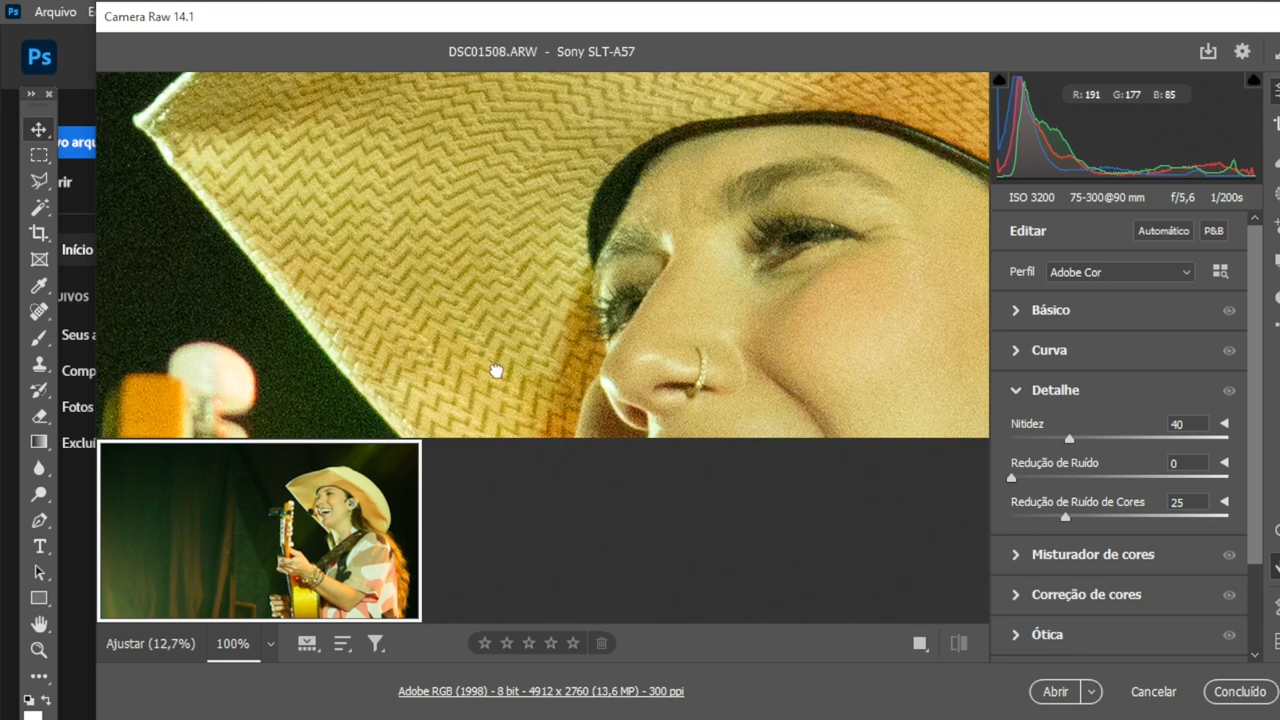 Ps Arquivo
Camera Raw 14.1
Ps
DSC01508.ARW - Sony SLT-A57
R: 191 G: 177 B: 85
ISO 3200 75-300@90 mm f/5,6 1/200s
vo arqu
rir
Início
UIVOS
Seus a
Comp
Fotos
Excluí
Editar Automático P&B
Perfil Adobe Cor
Básico
Curva
Detalhe
Nitidez 40
Redução de Ruído 0
Redução de Ruído de Cores 25
Misturador de cores
Correção de cores
Ótica
Ajustar (12,7%) 100%
Adobe RGB (1998) - 8 bit - 4912 x 2760 (13,6 MP) - 300 ppi
Abrir Cancelar Concluído